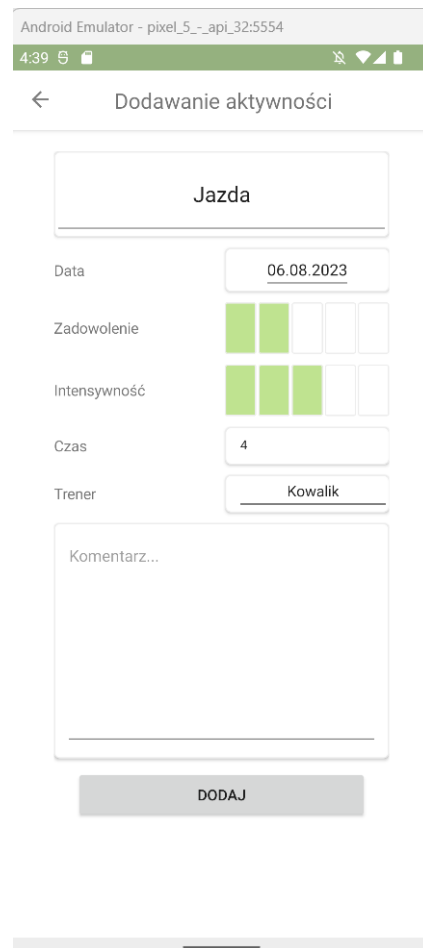 Android Emulator - pixel_5_-_api_32:5554
4:39
Dodawanie aktywności
Jazda
Data 06.08.2023
Zadowolenie
Intensywność
Czas 4
Trener Kowalik
Komentarz...
DODAJ